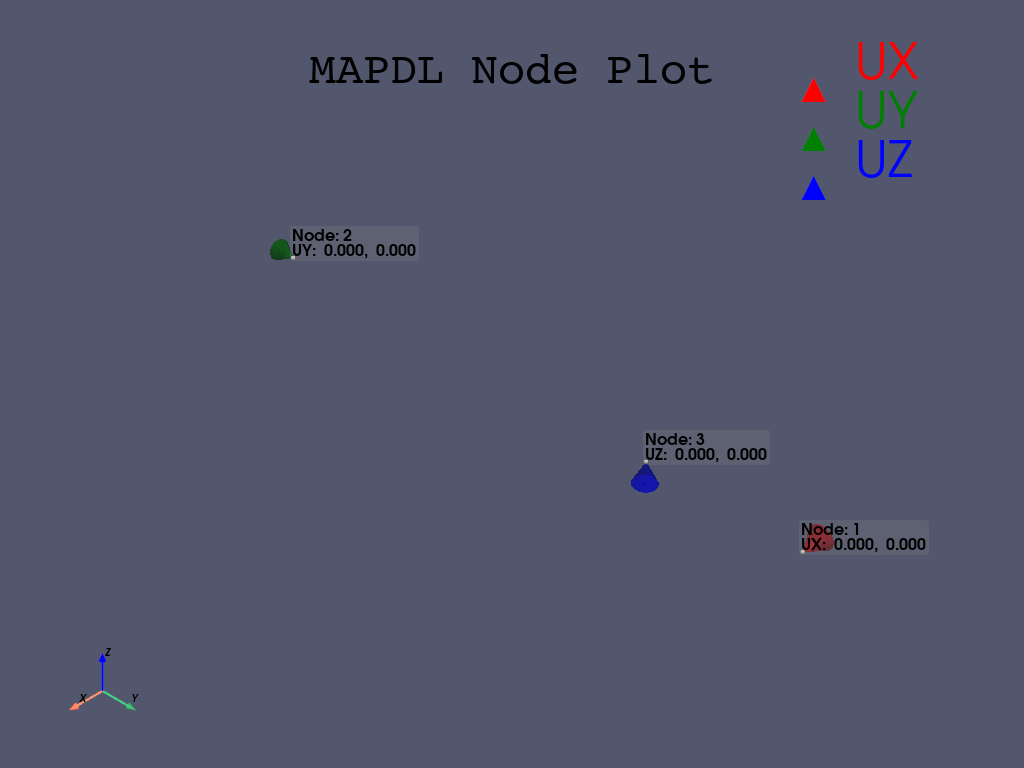 MAPDL Node Plot
UX
UY
UZ
Node: 2
UY: 0.000, 0.000
Node: 3
UZ: 0.000, 0.000
Node: 1
UX: 0.000, 0.000
Z
X
Y